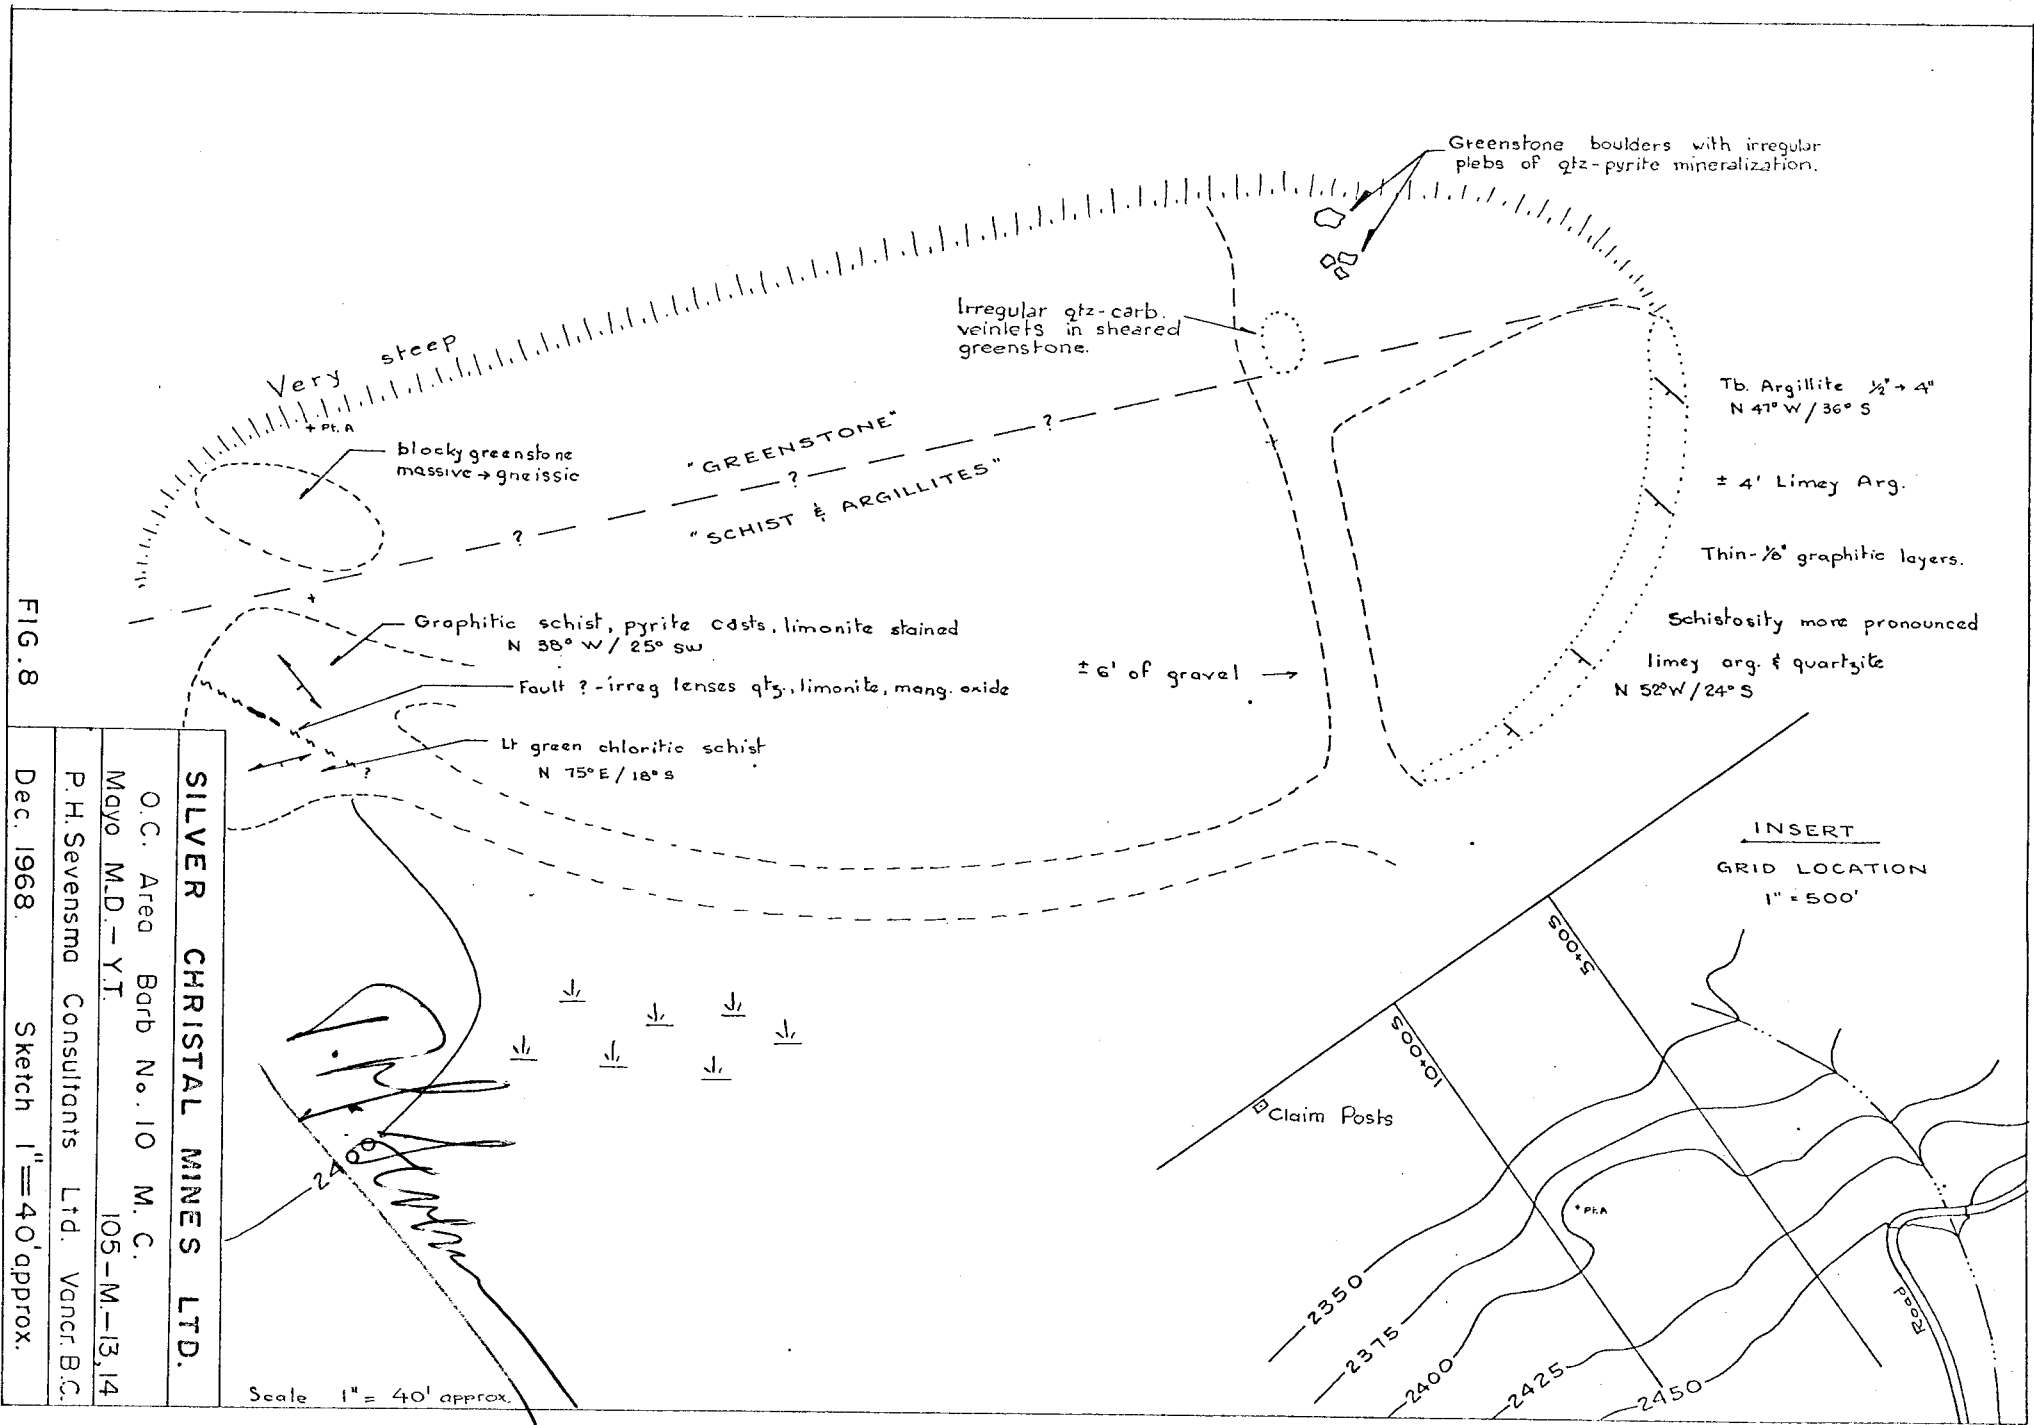 Greenstone boulders with irregular
plebs of qtz-pyrite mineralization.
Irregular qtz-carb.
veinlets in sheared
greenstone.
Very steep
+ Pt. A
blocky greenstone
massive → gneissic
"GREENSTONE"
? ? ?
"SCHIST & ARGILLITES"
Tb. Argillite ½" → 4"
N 47° W / 36° S
± 4' Limey Arg.
Thin-⅛" graphitic layers.
Schistosity more pronounced
limey arg. & quartzite
N 52° W / 24° S
Graphitic schist, pyrite casts, limonite stained
N 38° W / 25° SW
± 6' of gravel →
Fault ? - irreg lenses qtz., limonite, mang. oxide
Lt green chloritic schist
N 75° E / 18° S
?
INSERT
GRID LOCATION
1" = 500'
5+00S
10+00S
Claim Posts
+ Pt. A
Road
2350
2375
2400
2425
2450
2400
Scale 1" = 40' approx.
FIG. 8
SILVER CHRISTAL MINES LTD.
O.C. Area Barb No. 10 M. C.
Mayo M.D. – Y.T. 105-M-13,14
P. H. Sevensma Consultants Ltd. Vancr. B.C.
Dec. 1968. Sketch 1"=40' approx.